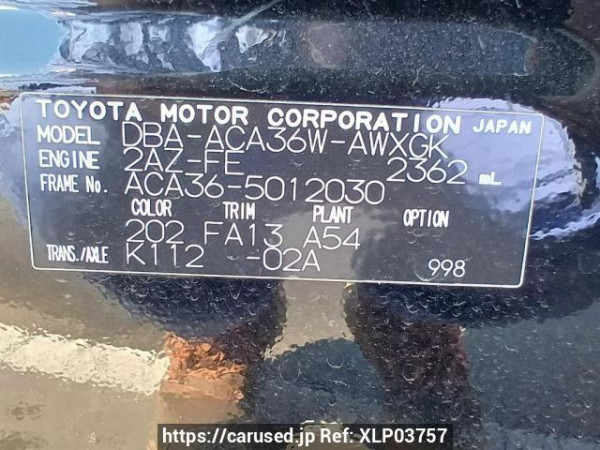 TOYOTA MOTOR CORPORATION JAPAN
MODEL DBA-ACA36W-AWXGK
ENGINE 2AZ-FE 2362 mL
FRAME No. ACA36-5012030
COLOR TRIM PLANT OPTION
202 FA13 A54
TRANS./AXLE K112 -02A 998
https://carused.jp Ref: XLP03757